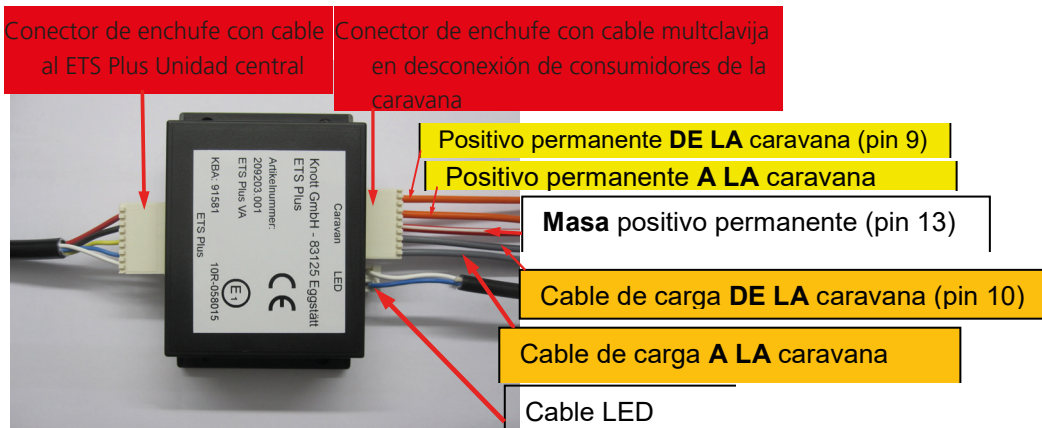 Conector de enchufe con cable
al ETS Plus Unidad central
Conector de enchufe con cable multclavija
en desconexión de consumidores de la
caravana
Positivo permanente DE LA caravana (pin 9)
Positivo permanente A LA caravana
Masa positivo permanente (pin 13)
Cable de carga DE LA caravana (pin 10)
Cable de carga A LA caravana
Cable LED
Caravan LED
Knott GmbH - 83125 Eggstätt
ETS Plus
Artikelnummer:
209203.001
ETS Plus VA
KBA: 91581
CE
E1
10R-058015
ETS Plus